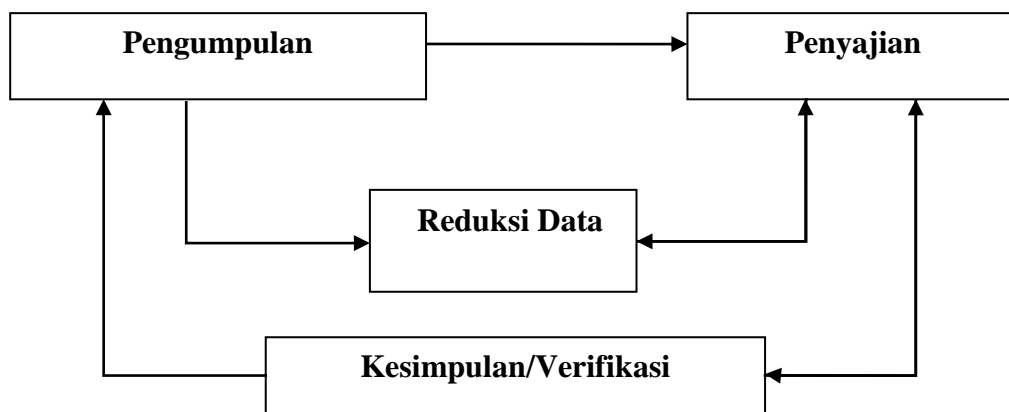 Pengumpulan
Penyajian
Reduksi Data
Kesimpulan/Verifikasi